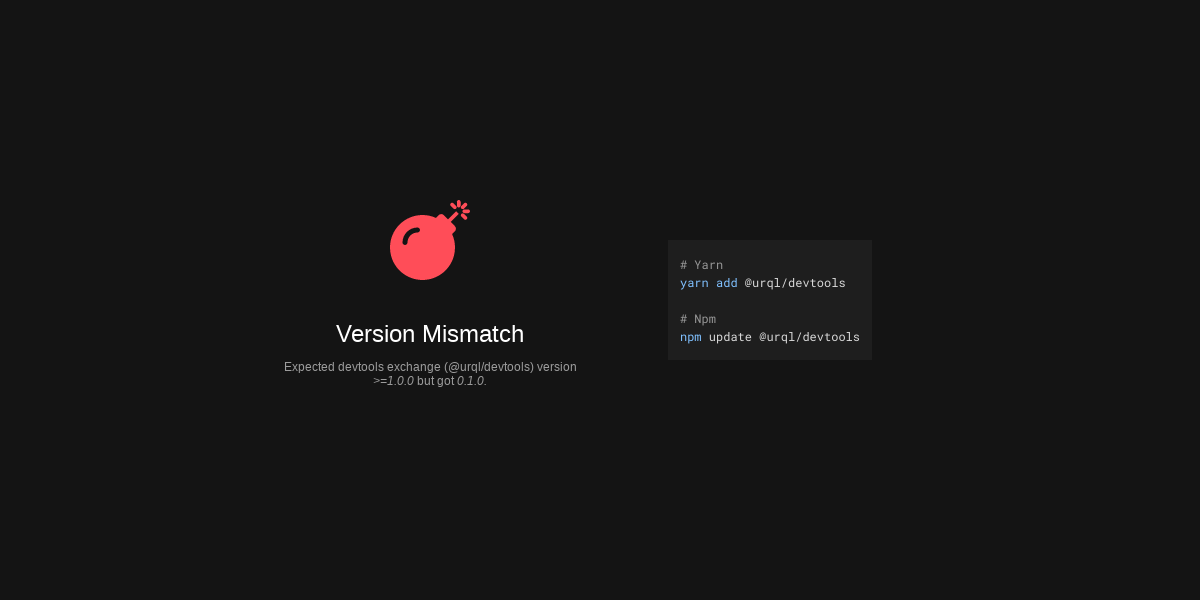 Version Mismatch
Expected devtools exchange (@urql/devtools) version
>=1.0.0 but got 0.1.0.
# Yarn
yarn add @urql/devtools
# Npm
npm update @urql/devtools